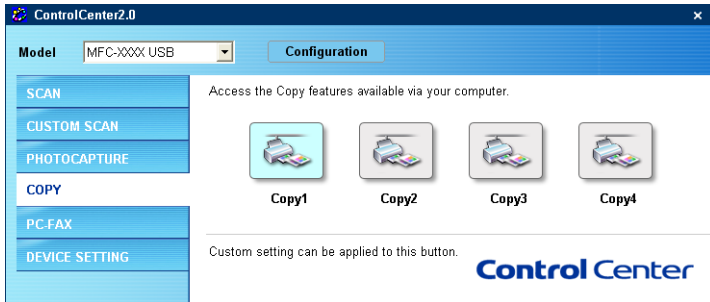 ControlCenter2.0
Model MFC-XXXX USB Configuration
SCAN
CUSTOM SCAN
PHOTOCAPTURE
COPY
PC-FAX
DEVICE SETTING
Access the Copy features available via your computer.
Copy1 Copy2 Copy3 Copy4
Custom setting can be applied to this button.
Control Center